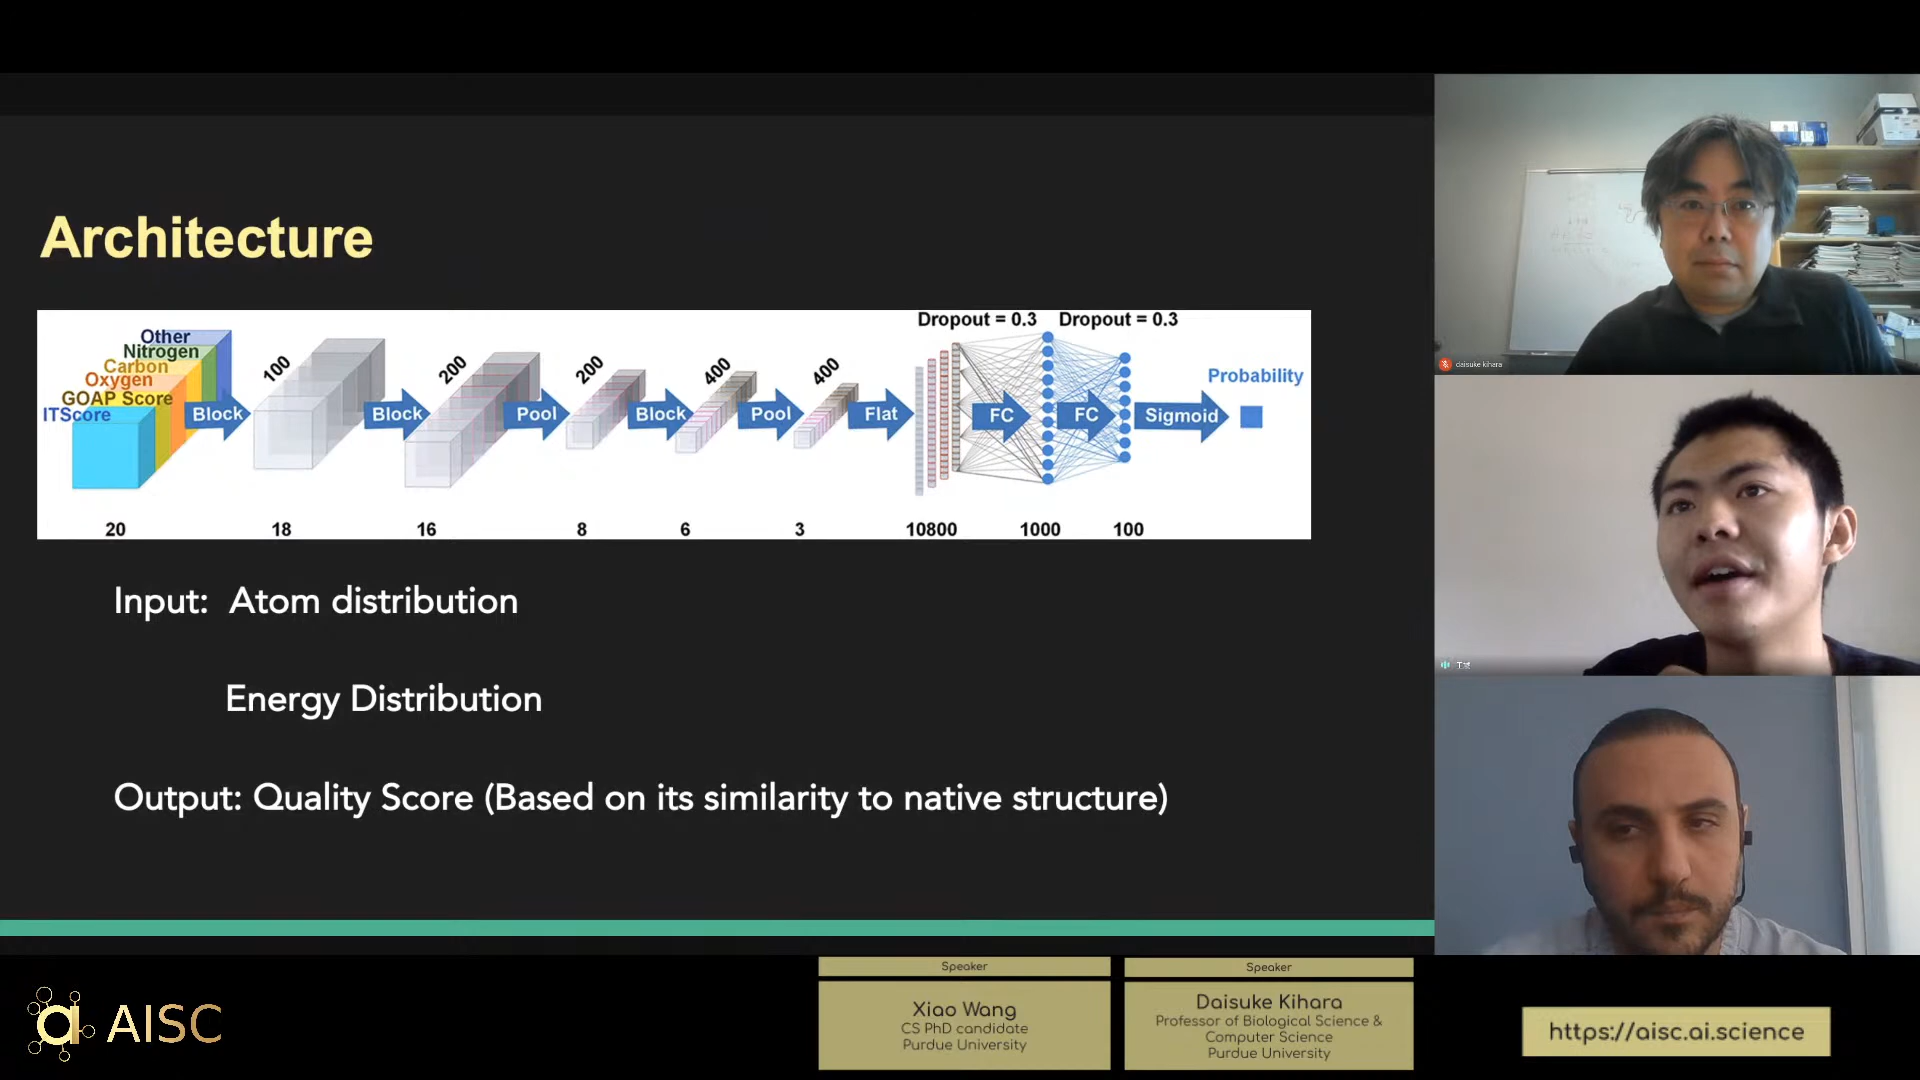 Architecture
Dropout = 0.3 Dropout = 0.3
Other
Nitrogen
Carbon
Oxygen
GOAP Score
ITScore
Block
100
Block
200
Pool
200
Block
400
Pool
400
Flat
FC
FC
Sigmoid
Probability
20 18 16 8 6 3 10800 1000 100
Input: Atom distribution
Energy Distribution
Output: Quality Score (Based on its similarity to native structure)
daisuke kihara
a AISC
Speaker
Xiao Wang
CS PhD candidate
Purdue University
Speaker
Daisuke Kihara
Professor of Biological Science &
Computer Science
Purdue University
https://aisc.ai.science